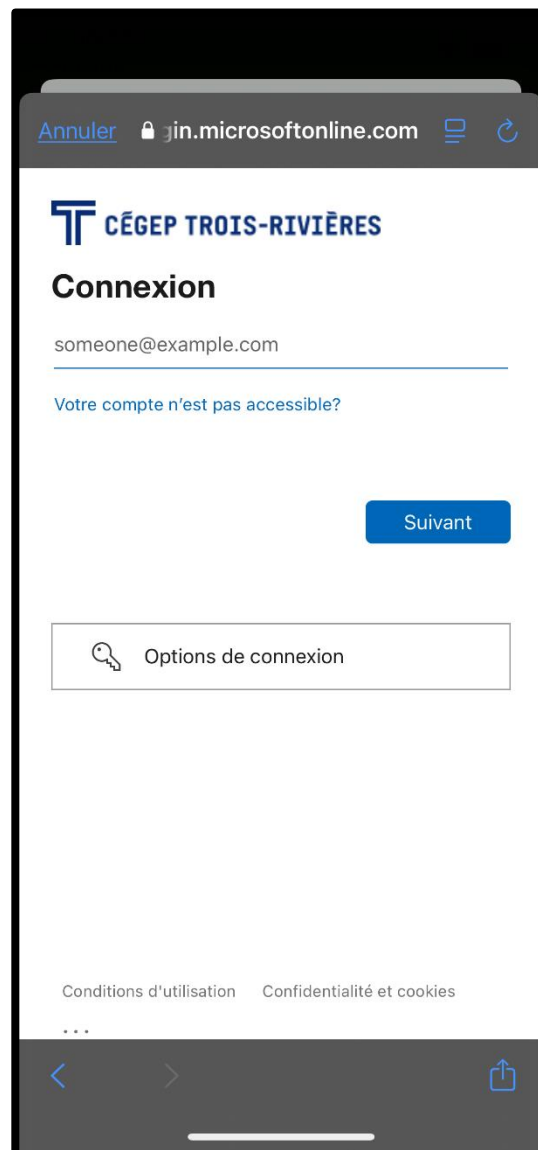 Annuler gin.microsoftonline.com
CÉGEP TROIS-RIVIÈRES
Connexion
someone@example.com
Votre compte n'est pas accessible?
Suivant
Options de connexion
Conditions d'utilisation Confidentialité et cookies
...